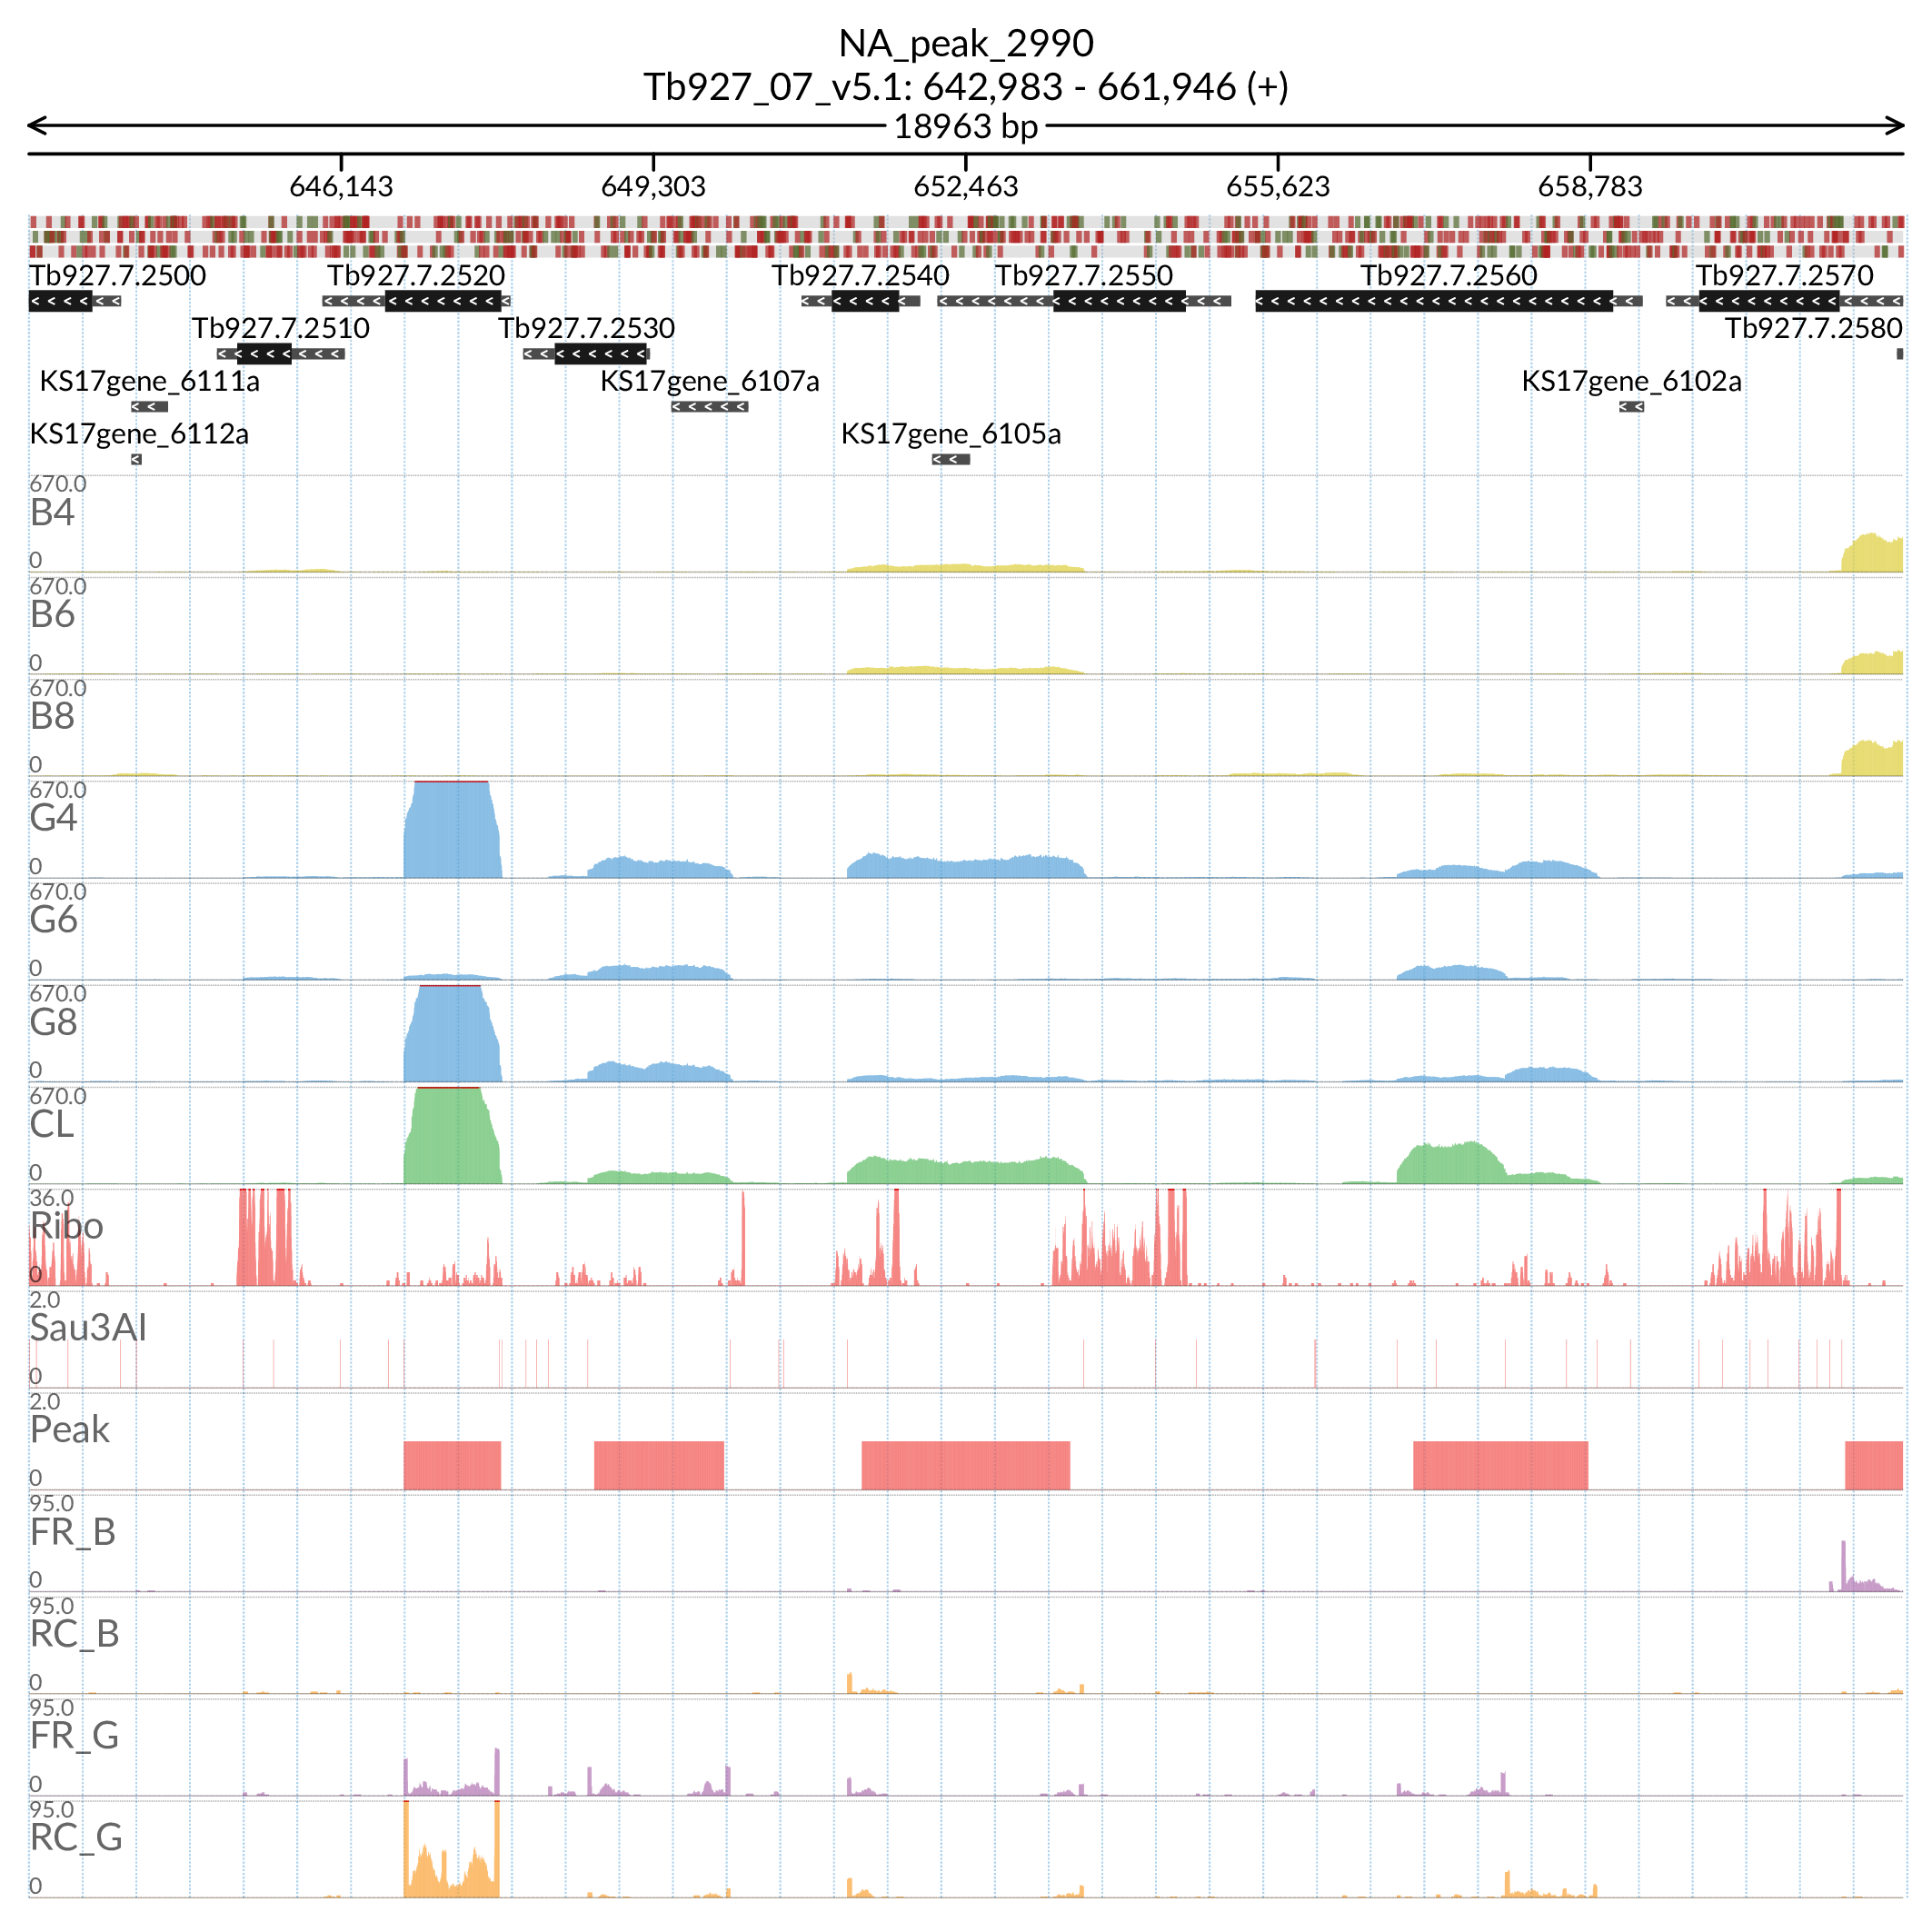 NA_peak_2990
Tb927_07_v5.1: 642,983 - 661,946 (+)
18963 bp
646,143 649,303 652,463 655,623 658,783
Tb927.7.2500 Tb927.7.2520 Tb927.7.2540 Tb927.7.2550 Tb927.7.2560 Tb927.7.2570
Tb927.7.2510 Tb927.7.2530 Tb927.7.2580
KS17gene_6111a KS17gene_6107a KS17gene_6102a
KS17gene_6112a KS17gene_6105a
670.0
B4
0
670.0
B6
0
670.0
B8
0
670.0
G4
0
670.0
G6
0
670.0
G8
0
670.0
CL
0
36.0
Ribo
0
2.0
Sau3AI
0
2.0
Peak
0
95.0
FR_B
0
95.0
RC_B
0
95.0
FR_G
0
95.0
RC_G
0